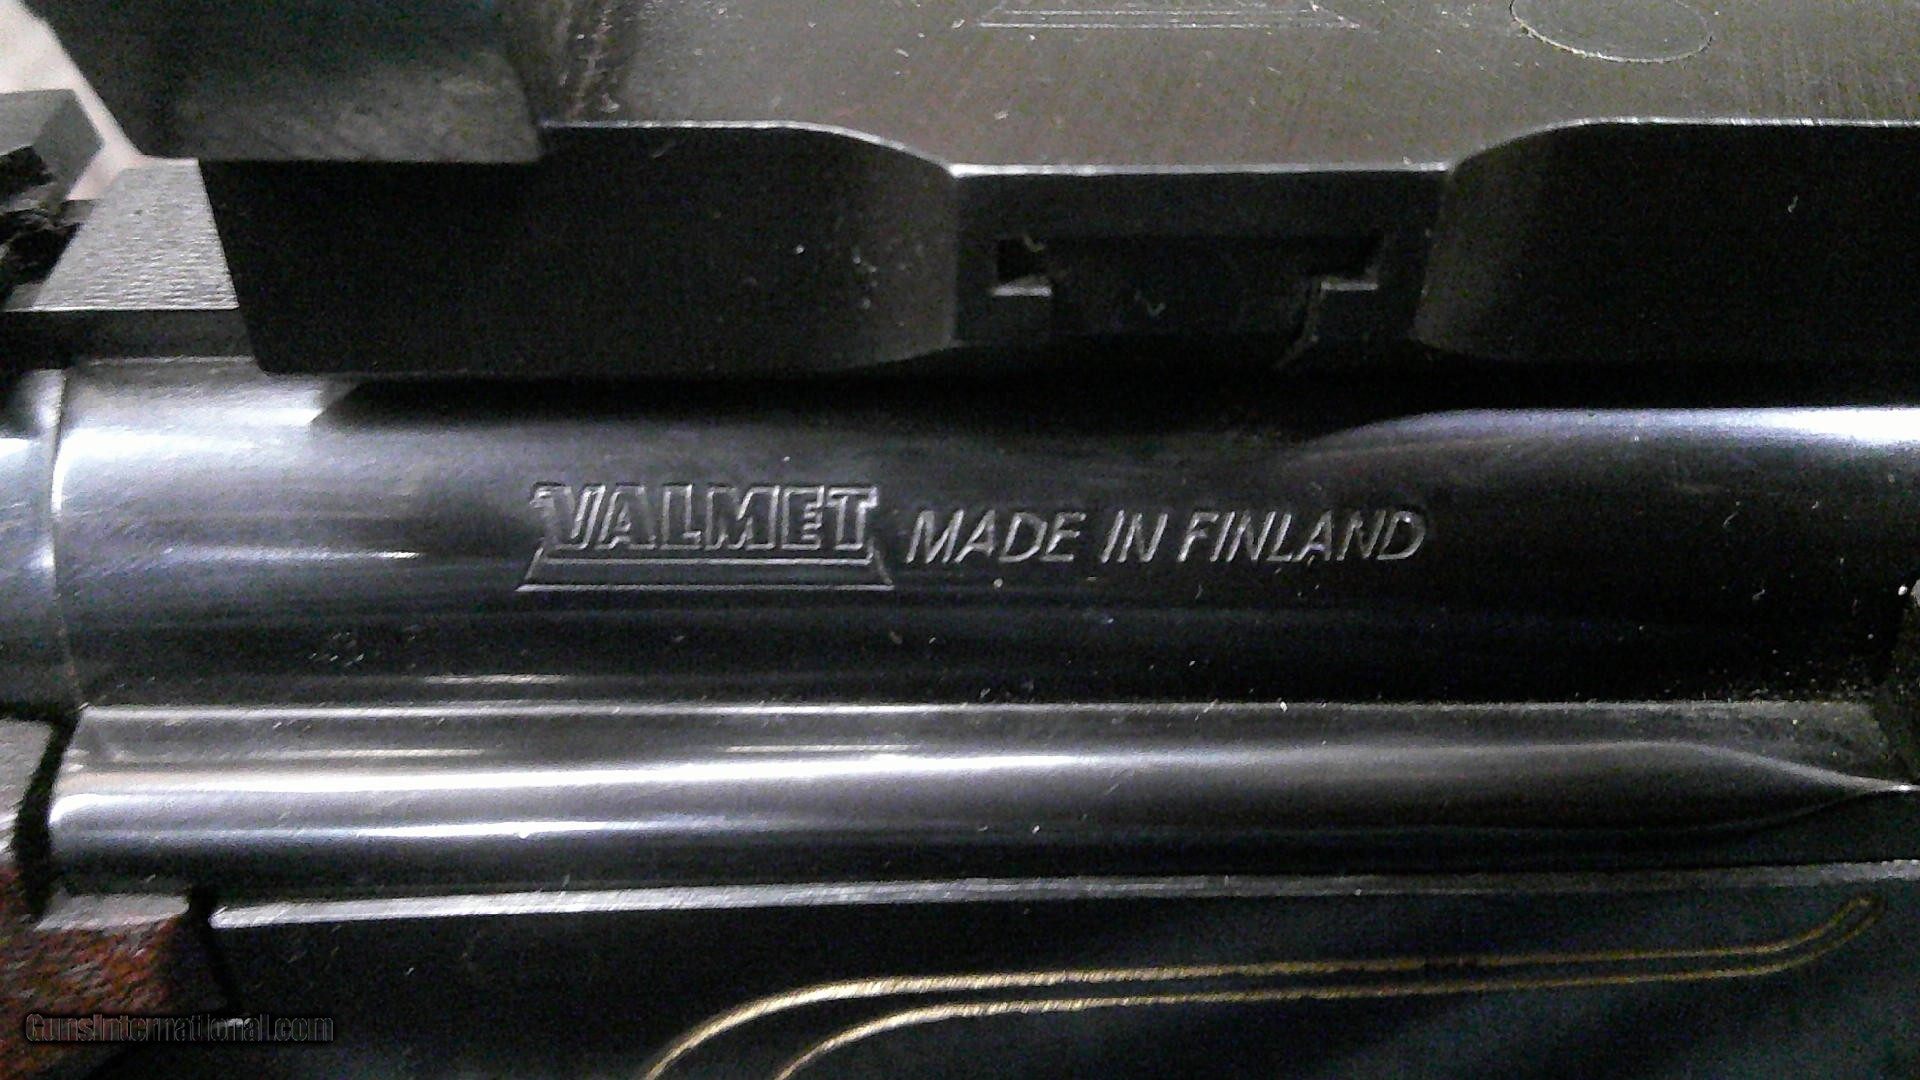 VALMET MADE IN FINLAND
GunsInternational.com